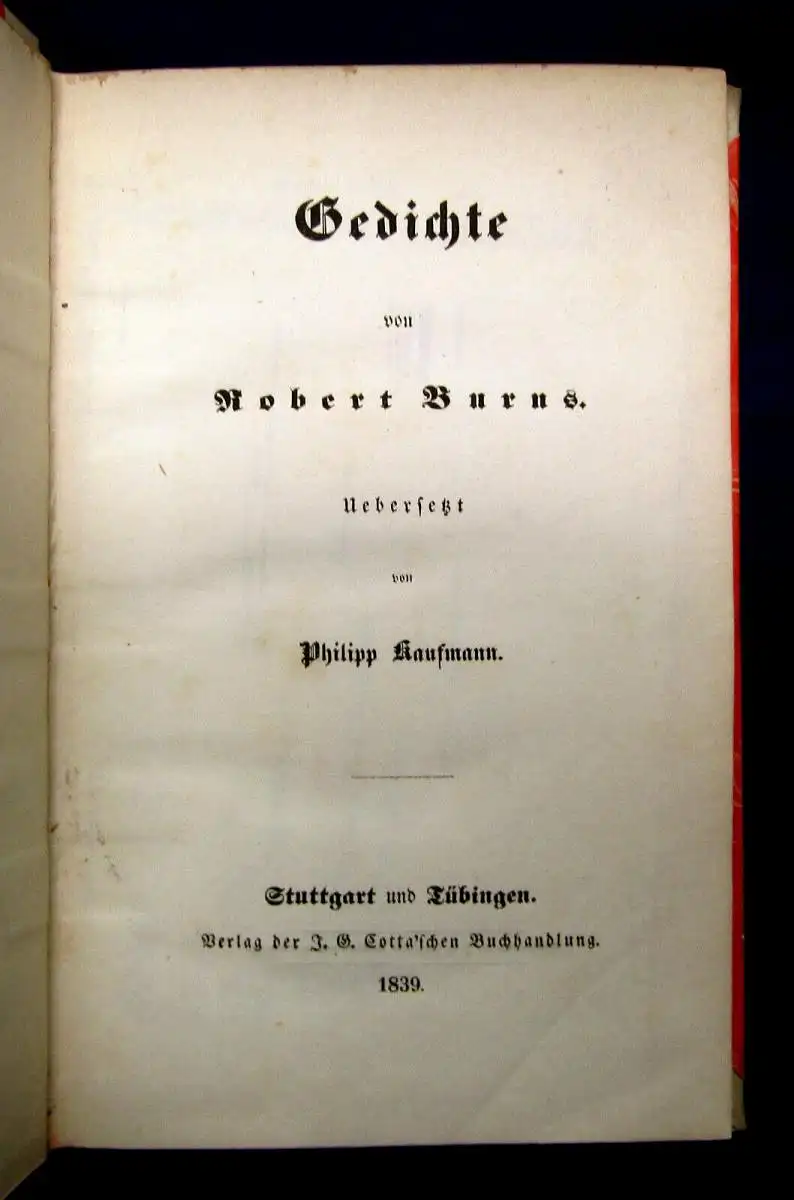 Gedichte
von
Robert Burns.
Uebersetzt
von
Philipp Kaufmann.
Stuttgart und Tübingen.
Verlag der J. G. Cotta'schen Buchhandlung.
1839.